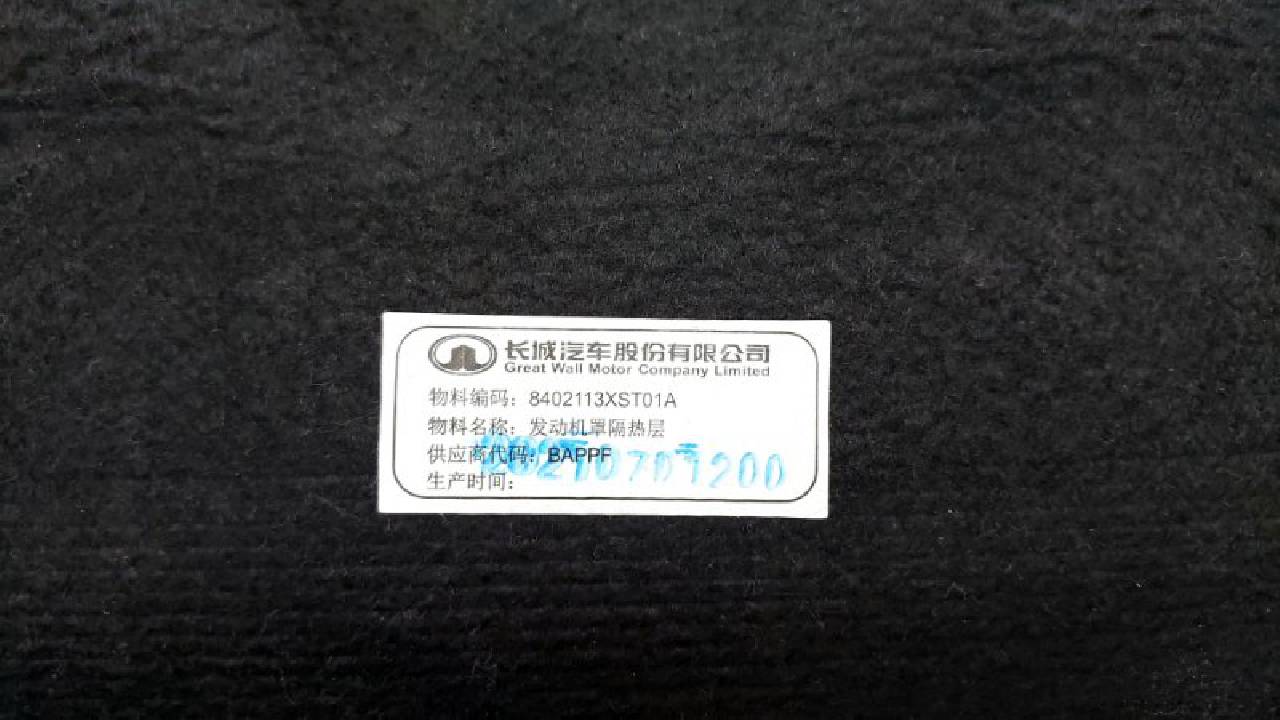 长城汽车股份有限公司
Great Wall Motor Company Limited
物料编码：8402113XST01A
物料名称：发动机罩隔热层
供应商代码：BAPPF
生产时间：